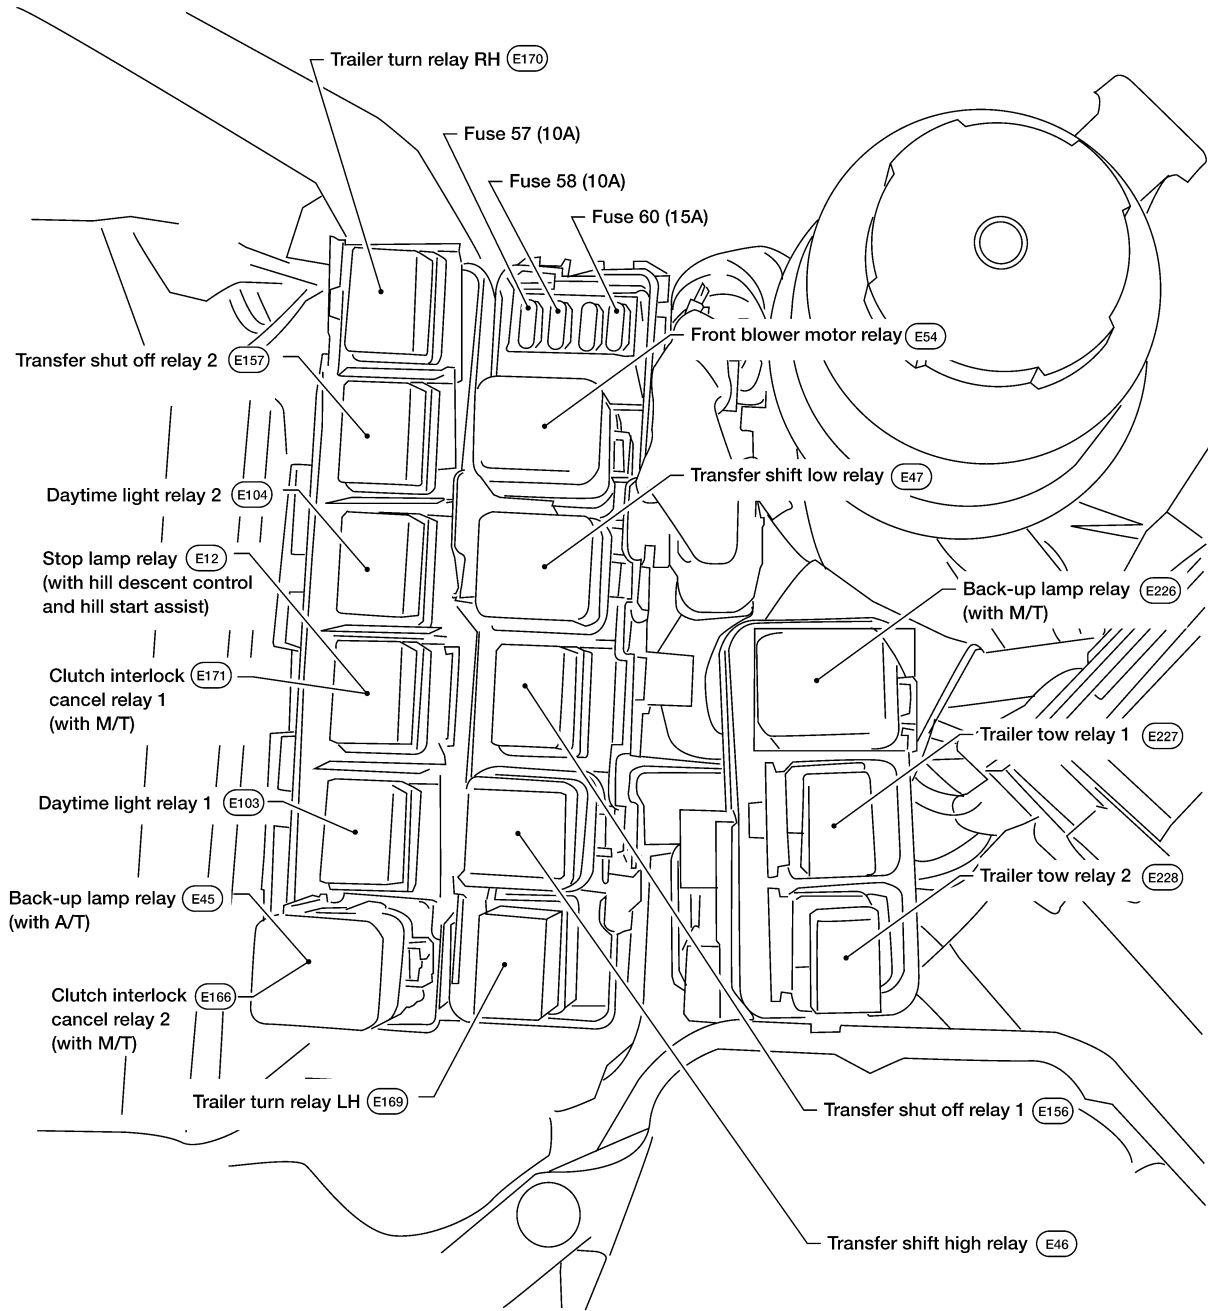 Trailer turn relay RH E170
Fuse 57 (10A)
Fuse 58 (10A)
Fuse 60 (15A)
Front blower motor relay E54
Transfer shut off relay 2 E157
Transfer shift low relay E47
Daytime light relay 2 E104
Stop lamp relay E12
(with hill descent control
and hill start assist)
Back-up lamp relay E226
(with M/T)
Clutch interlock E171
cancel relay 1
(with M/T)
Trailer tow relay 1 E227
Daytime light relay 1 E103
Trailer tow relay 2 E228
Back-up lamp relay E45
(with A/T)
Clutch interlock E166
cancel relay 2
(with M/T)
Trailer turn relay LH E169
Transfer shut off relay 1 E156
Transfer shift high relay E46